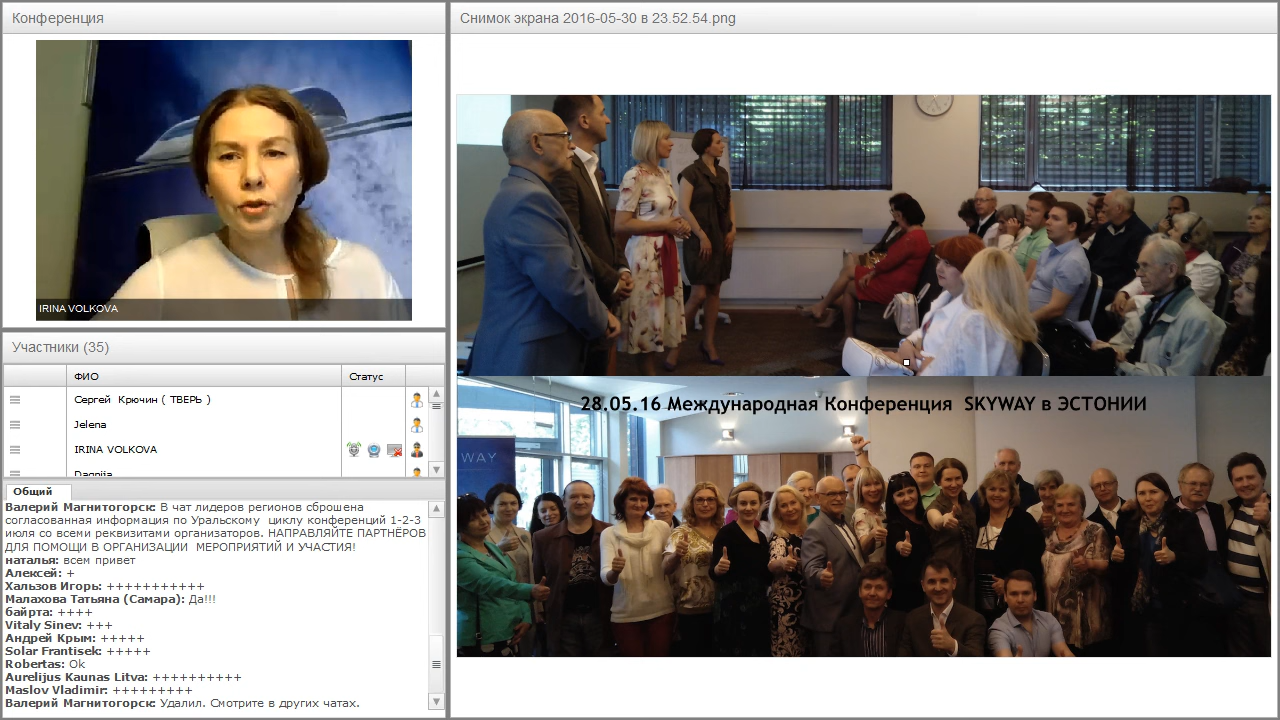 Конференция
IRINA VOLKOVA
Участники (35)
ФИО
Статус
Сергей Крючин ( ТВЕРЬ )
Jelena
IRINA VOLKOVA
Dagnija
Общий
Валерий Магнитогорск: В чат лидеров регионов брошена
согласованная информация по Уральскому циклу конференций 1-2-3
июля со всеми реквизитами организаторов. НАПРАВЛЯЙТЕ ПАРТНЁРОВ
ДЛЯ ПОМОЩИ В ОРГАНИЗАЦИИ МЕРОПРИЯТИЙ И УЧАСТИЯ!
наталья: всем привет
Алексей: +
Хальзов Игорь: +++++++++++
Малахова Татьяна (Самара): Да!!!
байрта: ++++
Vitaly Sinev: +++
Андрей Крым: +++++
Solar Frantisek: +++++
Robertas: Ok
Aurelijus Kaunas Litva: ++++++++++
Maslov Vladimir: +++++++++
Валерий Магнитогорск: Удалил. Смотрите в других чатах.
Снимок экрана 2016-05-30 в 23.52.54.png
28.05.16 Международная Конференция SKYWAY в ЭСТОНИИ
WAY